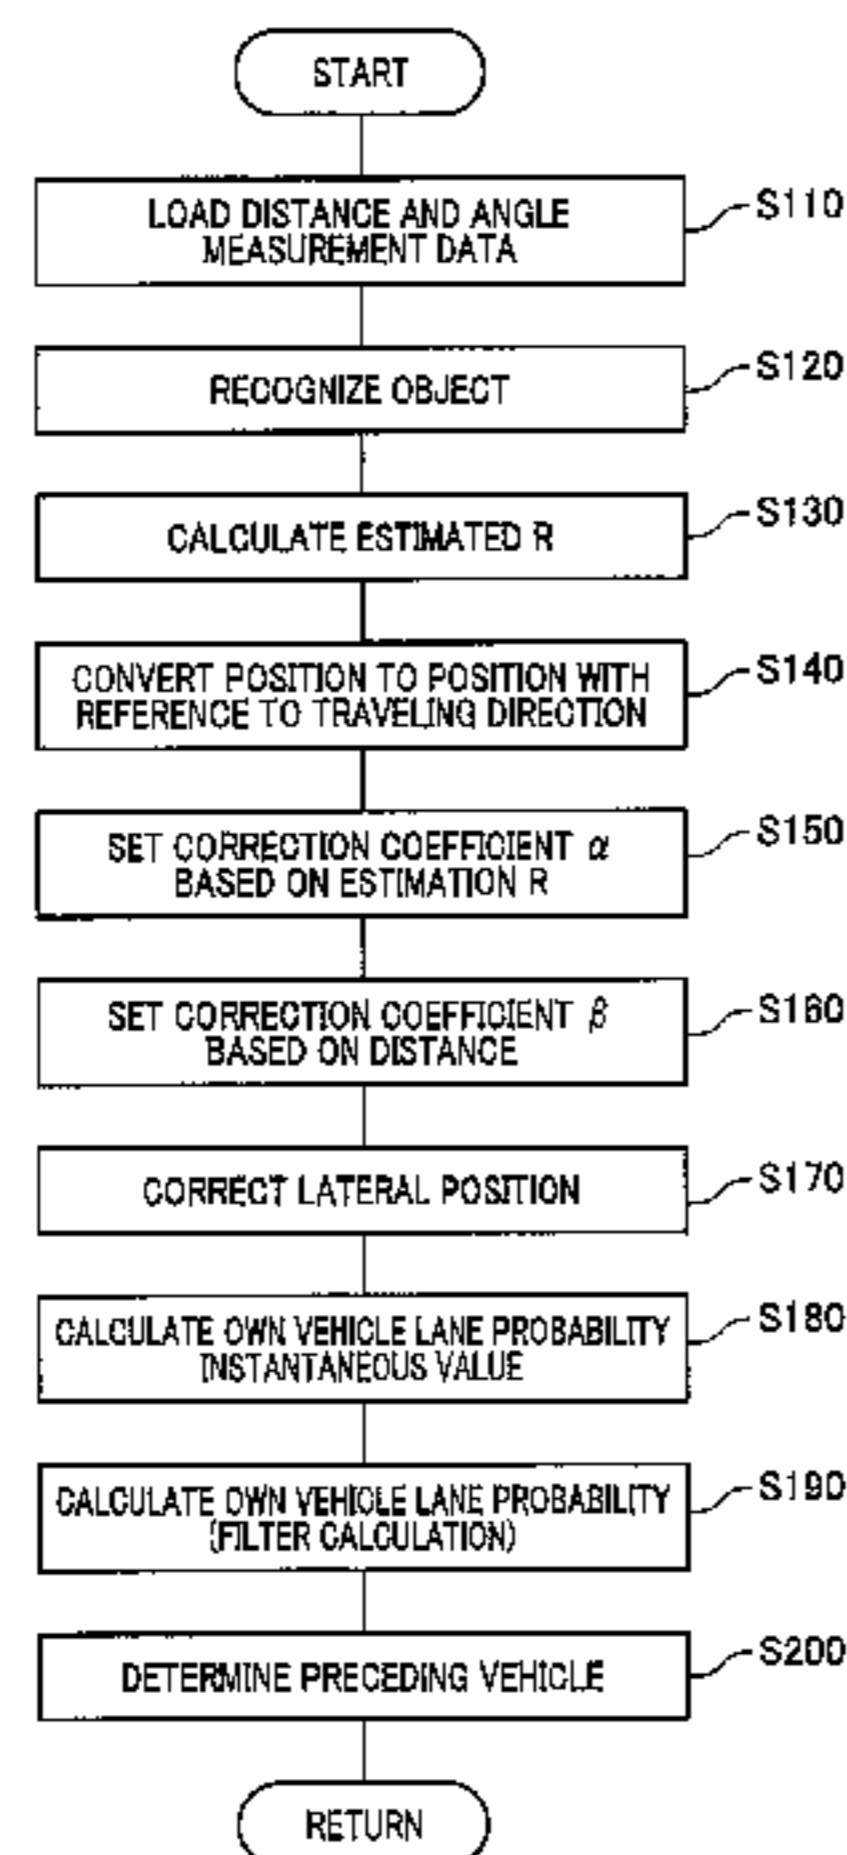 START
LOAD DISTANCE AND ANGLE
MEASUREMENT DATA
S110
RECOGNIZE OBJECT
S120
CALCULATE ESTIMATED R
S130
CONVERT POSITION TO POSITION WITH
REFERENCE TO TRAVELING DIRECTION
S140
SET CORRECTION COEFFICIENT α
BASED ON ESTIMATION R
S150
SET CORRECTION COEFFICIENT β
BASED ON DISTANCE
S160
CORRECT LATERAL POSITION
S170
CALCULATE OWN VEHICLE LANE PROBABILITY
INSTANTANEOUS VALUE
S180
CALCULATE OWN VEHICLE LANE PROBABILITY
(FILTER CALCULATION)
S190
DETERMINE PRECEDING VEHICLE
S200
RETURN